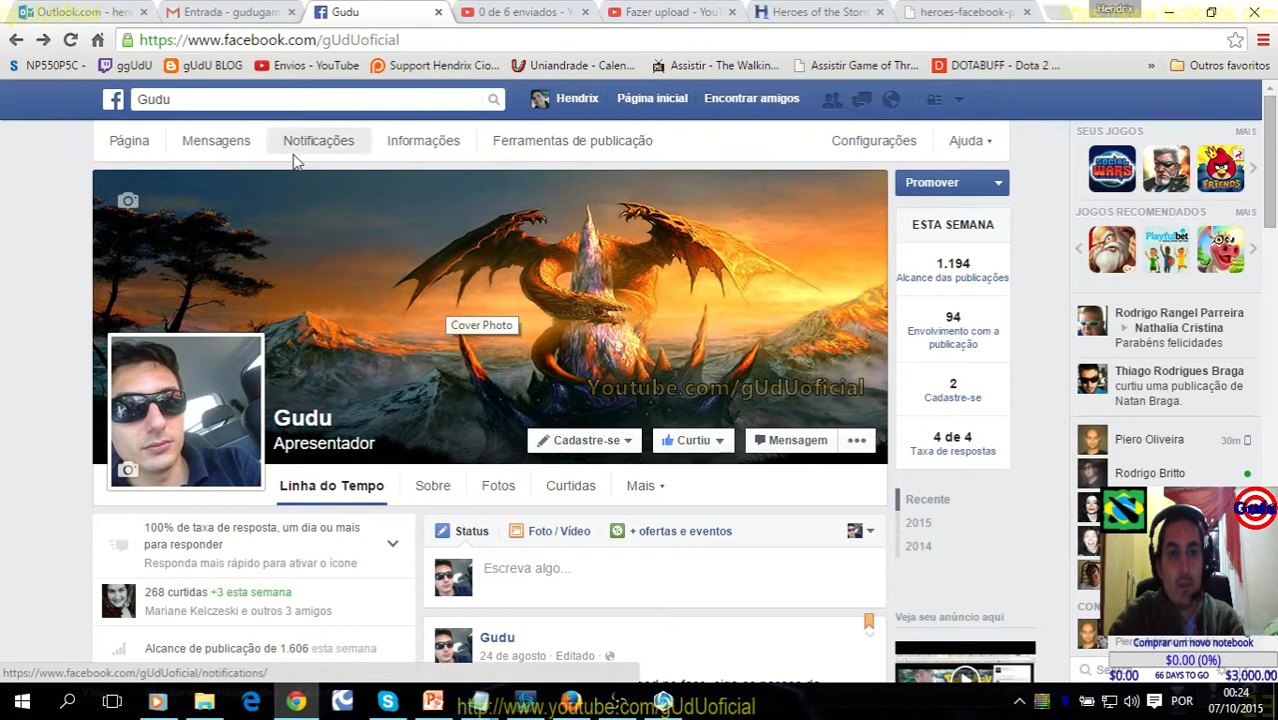 Outlook.com - hen
Entrada - gudugam
Gudu
0 de 6 enviados - Y
Fazer upload - You
Heroes of the Storm
heroes-facebook-p
Hendrix
https://www.facebook.com/gUdUoficial
NP550P5C -
ggUdU
gUdU BLOG
Envios - YouTube
Support Hendrix Cio...
Uniandrade - Calen...
Assistir - The Walkin...
Assistir Game of Thr...
DOTABUFF - Dota 2 ...
»
Outros favoritos
Gudu
Hendrix
Página inicial
Encontrar amigos
Página
Mensagens
Notificações
Informações
Ferramentas de publicação
Configurações
Ajuda
SEUS JOGOS
MAIS
SOCIAL WARS
FRIENDS
JOGOS RECOMENDADOS
MAIS
Playfulbet
Promover
ESTA SEMANA
1.194
Alcance das publicações
94
Envolvimento com a
publicação
2
Cadastre-se
4 de 4
Taxa de respostas
Cover Photo
Youtube.com/gUdUoficial
Gudu
Apresentador
Cadastre-se
Curtiu
Mensagem
Linha do Tempo
Sobre
Fotos
Curtidas
Mais
Rodrigo Rangel Parreira
Nathalia Cristina
Parabéns felicidades
Thiago Rodrigues Braga
curtiu uma publicação de
Natan Braga.
Piero Oliveira
30m
Rodrigo Britto
Recente
2015
2014
100% de taxa de resposta, um dia ou mais
para responder
Responda mais rápido para ativar o ícone
268 curtidas +3 esta semana
Mariane Kelczeski e outros 3 amigos
Alcance de publicação de 1.606 esta semana
Status
Foto / Vídeo
+ ofertas e eventos
Escreva algo...
Gudu
24 de agosto · Editado ·
Veja seu anúncio aqui
Gudu
Comprar um novo notebook
$0.00 (0%)
$0.00
66 DAYS TO GO
$3,000.00
https://www.facebook.com/gUdUoficial/notifications/
http://www.youtube.com/gUdUoficial
POR
00:24
07/10/2015